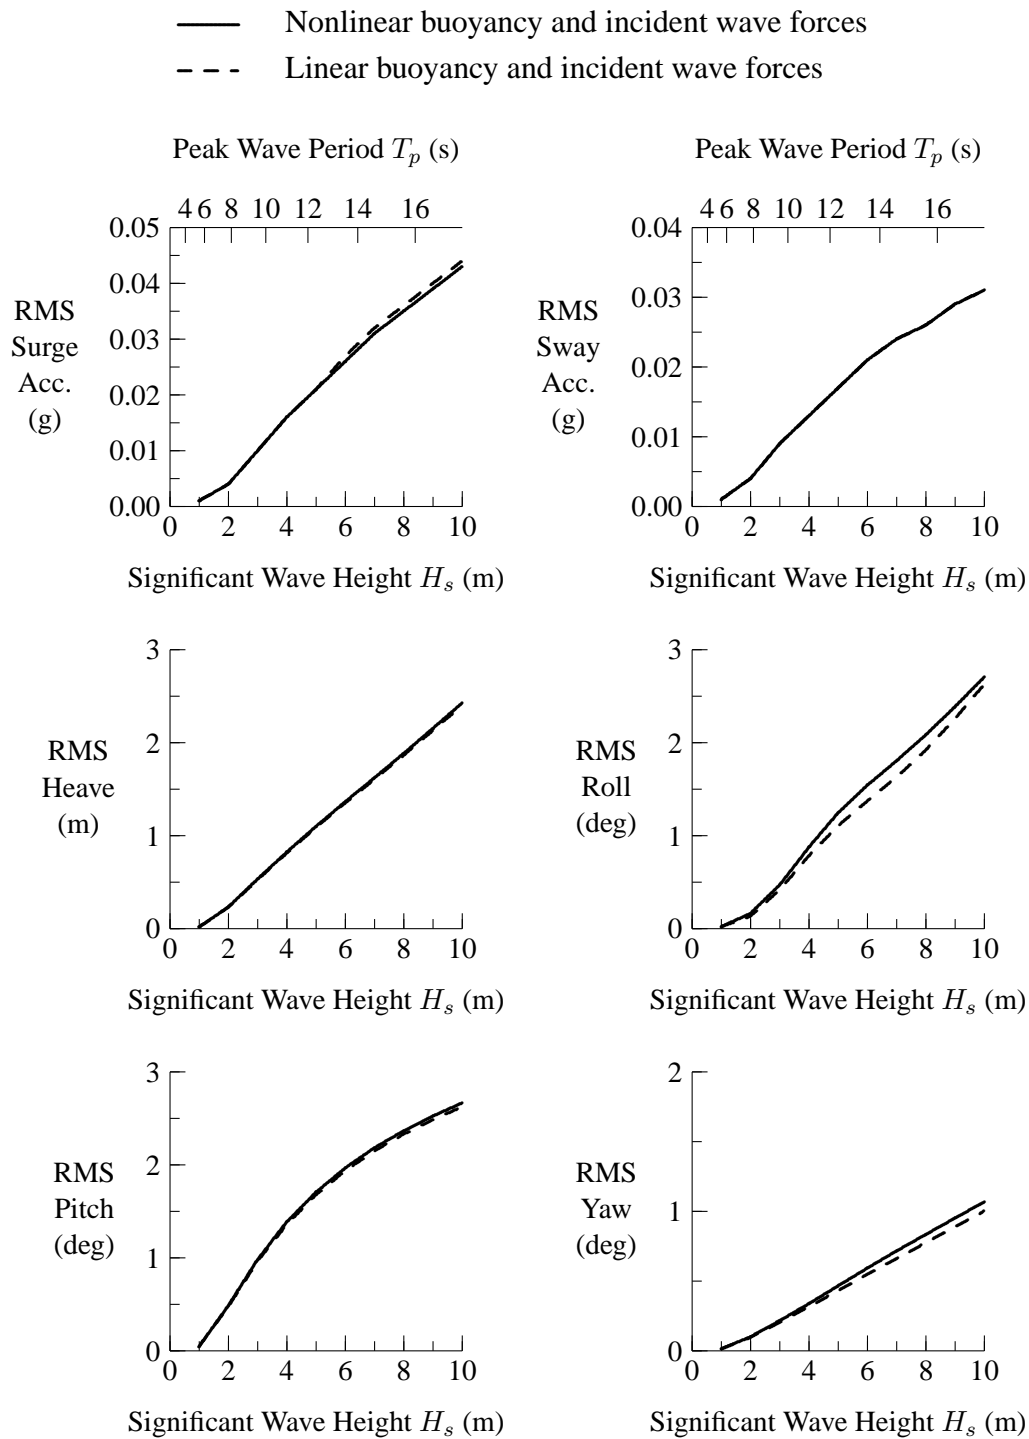 Nonlinear buoyancy and incident wave forces
Linear buoyancy and incident wave forces
Peak Wave Period T_p (s)
4 6 8 10 12 14 16
0.05
0.04
0.03
0.02
0.01
0.00
RMS
Surge
Acc.
(g)
0 2 4 6 8 10
Significant Wave Height H_s (m)
Peak Wave Period T_p (s)
4 6 8 10 12 14 16
0.04
0.03
0.02
0.01
0.00
RMS
Sway
Acc.
(g)
0 2 4 6 8 10
Significant Wave Height H_s (m)
3
2
1
0
RMS
Heave
(m)
0 2 4 6 8 10
Significant Wave Height H_s (m)
3
2
1
0
RMS
Roll
(deg)
0 2 4 6 8 10
Significant Wave Height H_s (m)
3
2
1
0
RMS
Pitch
(deg)
0 2 4 6 8 10
Significant Wave Height H_s (m)
2
1
0
RMS
Yaw
(deg)
0 2 4 6 8 10
Significant Wave Height H_s (m)